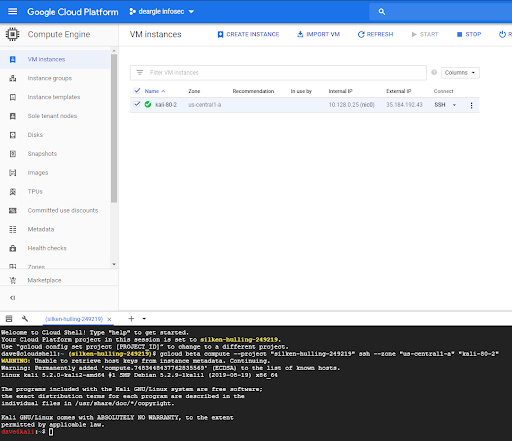 Google Cloud Platform
deargle infosec
Compute Engine
VM instances
CREATE INSTANCE
IMPORT VM
REFRESH
START
STOP
VM instances
Instance groups
Instance templates
Sole tenant nodes
Disks
Snapshots
Images
TPUs
Committed use discounts
Metadata
Health checks
Zones
Marketplace
Filter VM instances
Columns
Name
Zone
Recommendation
In use by
Internal IP
External IP
Connect
kali-80-2
us-central1-a
10.128.0.25 (nic0)
35.184.192.43
SSH
(silken-hulling-249219)
Welcome to Cloud Shell! Type "help" to get started.
Your Cloud Platform project in this session is set to silken-hulling-249219.
Use "gcloud config set project [PROJECT_ID]" to change to a different project.
dave@cloudshell:~ (silken-hulling-249219)$ gcloud beta compute --project "silken-hulling-249219" ssh --zone "us-central1-a" "kali-80-2"
WARNING: Unable to retrieve host keys from instance metadata. Continuing.
Warning: Permanently added 'compute.7483448437762835569' (ECDSA) to the list of known hosts.
Linux kali 5.2.0-kali2-amd64 #1 SMP Debian 5.2.9-1kali1 (2019-08-19) x86_64
The programs included with the Kali GNU/Linux system are free software;
the exact distribution terms for each program are described in the
individual files in /usr/share/doc/*/copyright.
Kali GNU/Linux comes with ABSOLUTELY NO WARRANTY, to the extent
permitted by applicable law.
dave@kali:~$